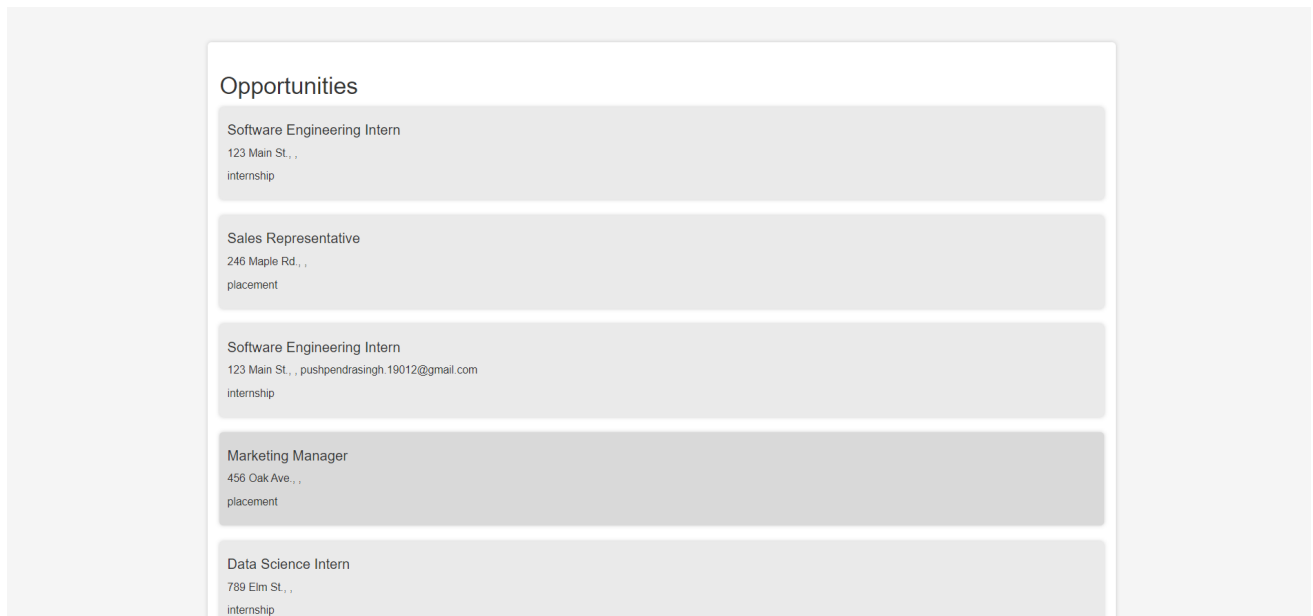 Opportunities
Software Engineering Intern
123 Main St., ,
internship
Sales Representative
246 Maple Rd., ,
placement
Software Engineering Intern
123 Main St., , pushpendrasingh.19012@gmail.com
internship
Marketing Manager
456 Oak Ave., ,
placement
Data Science Intern
789 Elm St., ,
internship